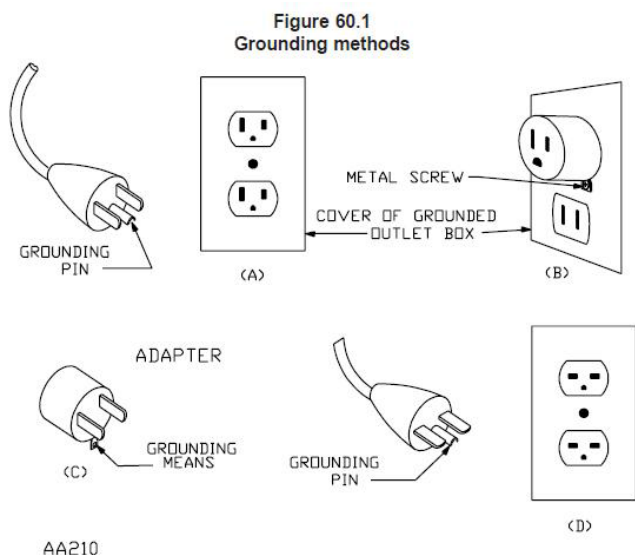 Figure 60.1
Grounding methods
METAL SCREW
COVER OF GROUNDED
OUTLET BOX
GROUNDING
PIN
(A)
(B)
ADAPTER
GROUNDING
MEANS
(C)
GROUNDING
PIN
(D)
AA210